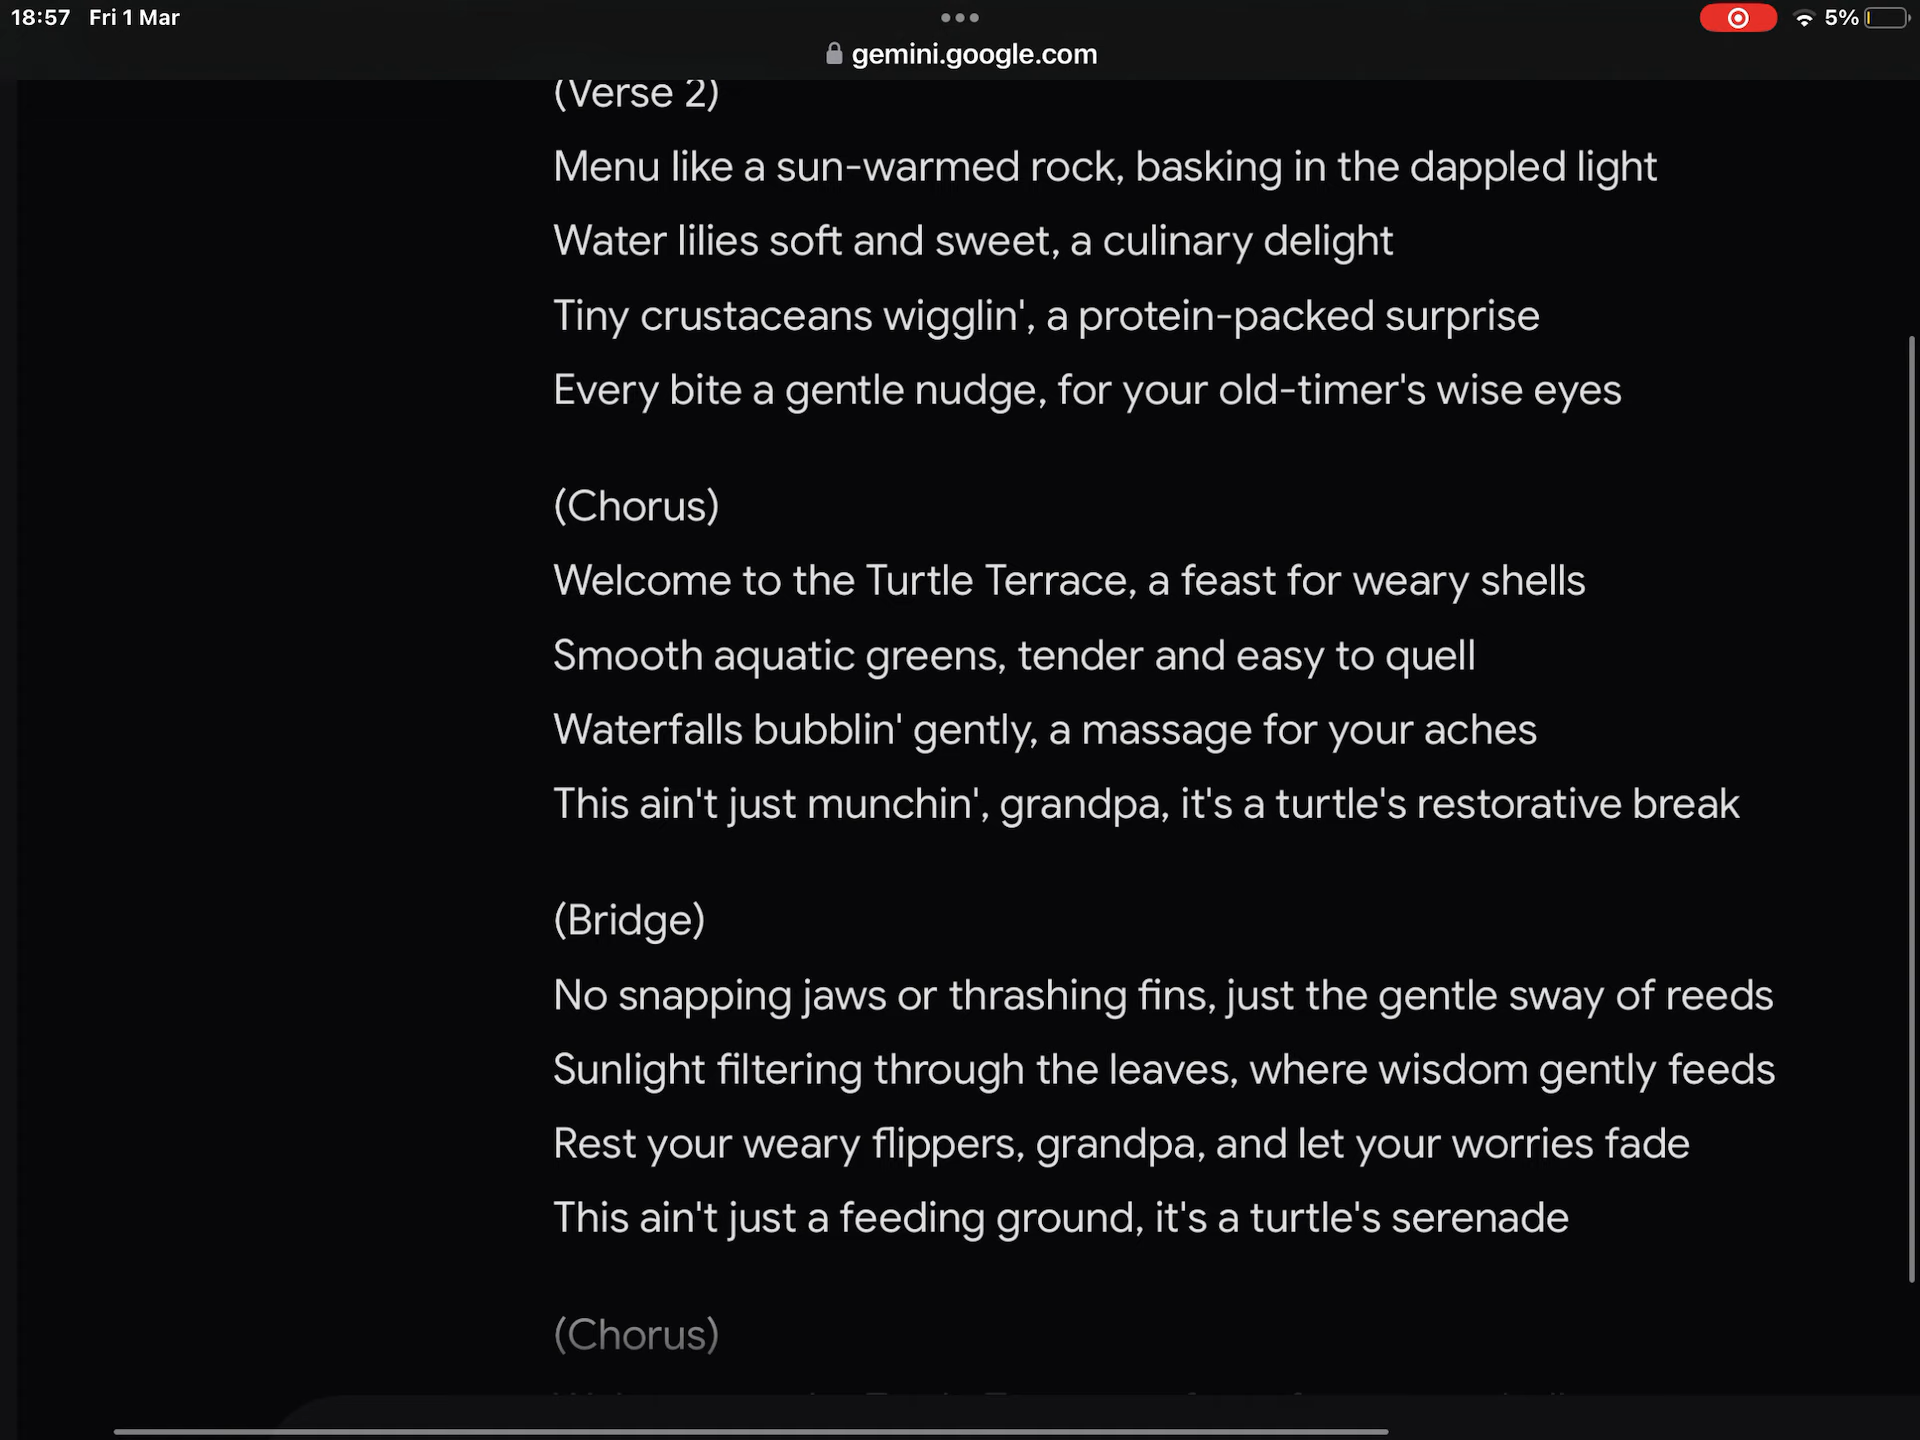 18:57 Fri 1 Mar
5%
gemini.google.com
(Verse 2)
Menu like a sun-warmed rock, basking in the dappled light
Water lilies soft and sweet, a culinary delight
Tiny crustaceans wigglin', a protein-packed surprise
Every bite a gentle nudge, for your old-timer's wise eyes
(Chorus)
Welcome to the Turtle Terrace, a feast for weary shells
Smooth aquatic greens, tender and easy to quell
Waterfalls bubblin' gently, a massage for your aches
This ain't just munchin', grandpa, it's a turtle's restorative break
(Bridge)
No snapping jaws or thrashing fins, just the gentle sway of reeds
Sunlight filtering through the leaves, where wisdom gently feeds
Rest your weary flippers, grandpa, and let your worries fade
This ain't just a feeding ground, it's a turtle's serenade
(Chorus)